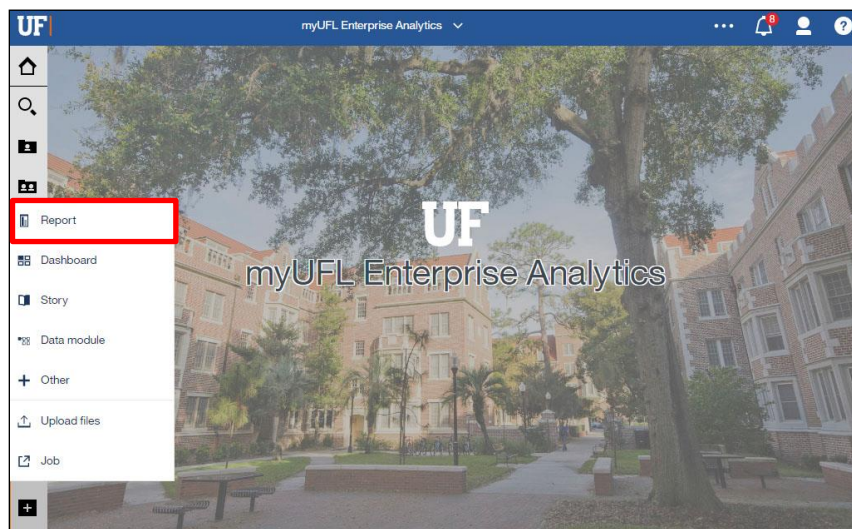 UF
myUFL Enterprise Analytics
8
?
Report
Dashboard
Story
Data module
Other
Upload files
Job
UF
myUFL Enterprise Analytics